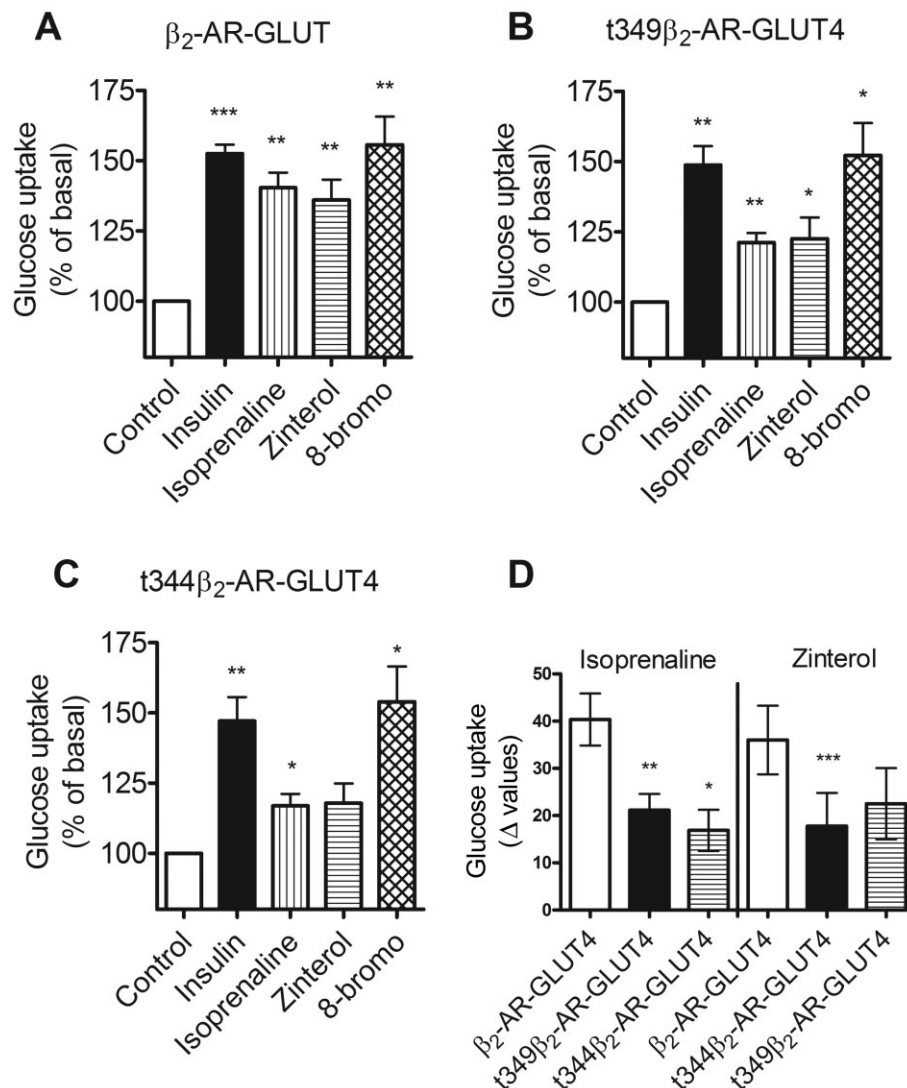 A
β₂-AR-GLUT
Glucose uptake
(% of basal)
175
150
125
100
***
**
**
**
Control
Insulin
Isoprenaline
Zinterol
8-bromo
B
t349β₂-AR-GLUT4
Glucose uptake
(% of basal)
175
150
125
100
**
**
*
*
Control
Insulin
Isoprenaline
Zinterol
8-bromo
C
t344β₂-AR-GLUT4
Glucose uptake
(% of basal)
175
150
125
100
**
*
*
Control
Insulin
Isoprenaline
Zinterol
8-bromo
D
Isoprenaline
Zinterol
Glucose uptake
(Δ values)
50
40
30
20
10
0
**
*
***
β₂-AR-GLUT4
t349β₂-AR-GLUT4
t344β₂-AR-GLUT4
β₂-AR-GLUT4
t344β₂-AR-GLUT4
t349β₂-AR-GLUT4